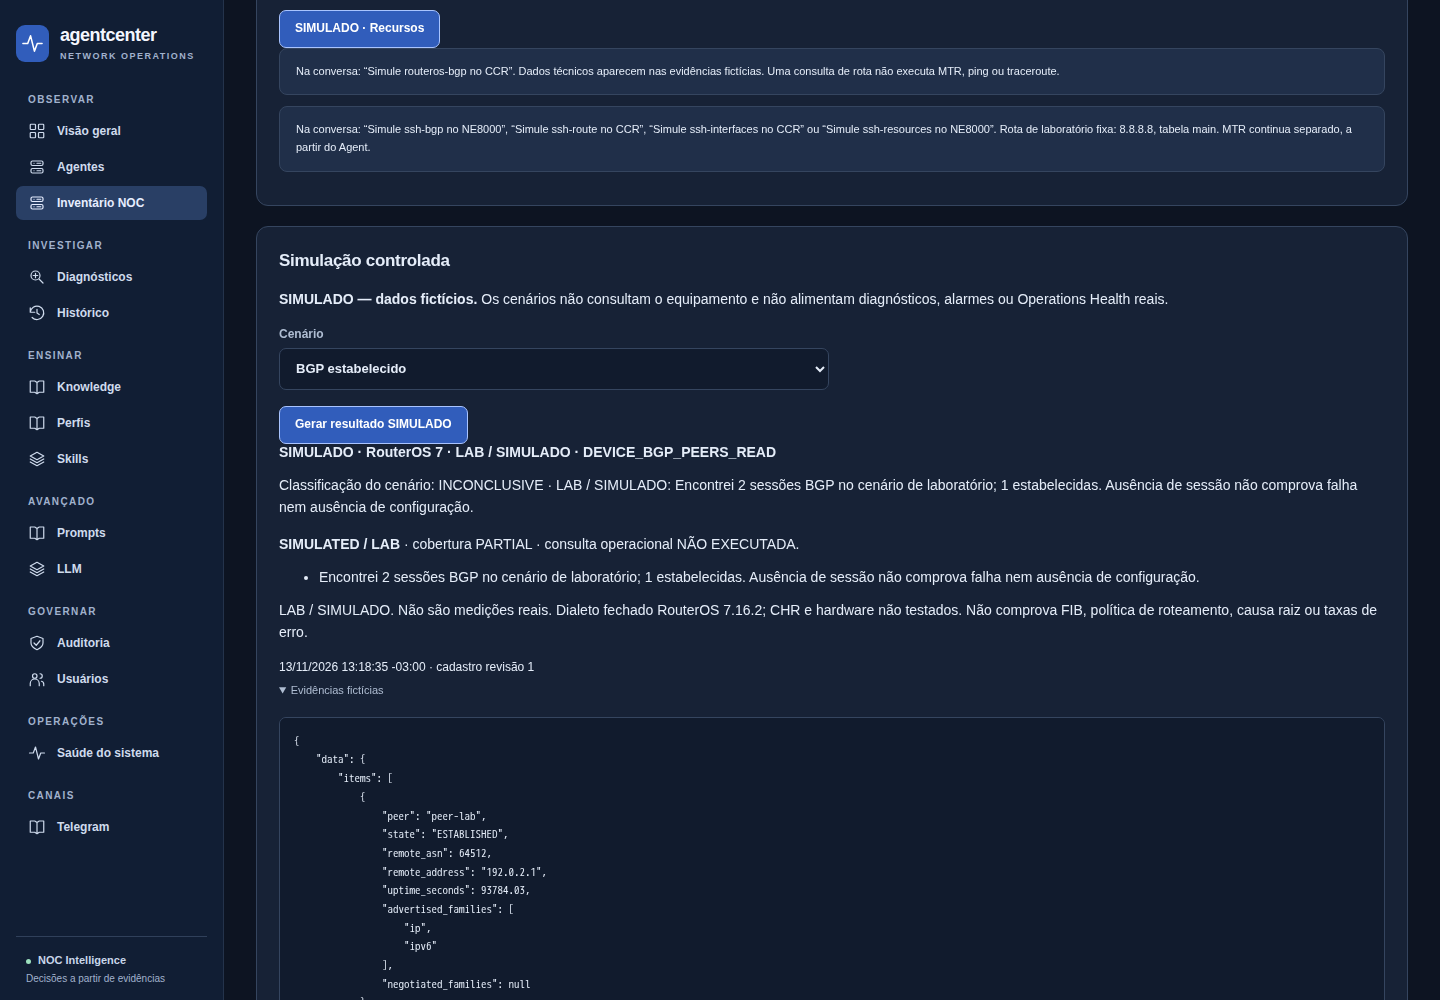 agentcenter
NETWORK OPERATIONS
OBSERVAR
Visão geral
Agentes
Inventário NOC
INVESTIGAR
Diagnósticos
Histórico
ENSINAR
Knowledge
Perfis
Skills
AVANÇADO
Prompts
LLM
GOVERNAR
Auditoria
Usuários
OPERAÇÕES
Saúde do sistema
CANAIS
Telegram
NOC Intelligence
Decisões a partir de evidências
SIMULADO · Recursos
Na conversa: “Simule routeros-bgp no CCR”. Dados técnicos aparecem nas evidências fictícias. Uma consulta de rota não executa MTR, ping ou traceroute.
Na conversa: “Simule ssh-bgp no NE8000”, “Simule ssh-route no CCR”, “Simule ssh-interfaces no CCR” ou “Simule ssh-resources no NE8000”. Rota de laboratório fixa: 8.8.8.8, tabela main. MTR continua separado, a
partir do Agent.
Simulação controlada
SIMULADO — dados fictícios. Os cenários não consultam o equipamento e não alimentam diagnósticos, alarmes ou Operations Health reais.
Cenário
BGP estabelecido
Gerar resultado SIMULADO
SIMULADO · RouterOS 7 · LAB / SIMULADO · DEVICE_BGP_PEERS_READ
Classificação do cenário: INCONCLUSIVE · LAB / SIMULADO: Encontrei 2 sessões BGP no cenário de laboratório; 1 estabelecidas. Ausência de sessão não comprova falha
nem ausência de configuração.
SIMULATED / LAB · cobertura PARTIAL · consulta operacional NÃO EXECUTADA.
• Encontrei 2 sessões BGP no cenário de laboratório; 1 estabelecidas. Ausência de sessão não comprova falha nem ausência de configuração.
LAB / SIMULADO. Não são medições reais. Dialeto fechado RouterOS 7.16.2; CHR e hardware não testados. Não comprova FIB, política de roteamento, causa raiz ou taxas de
erro.
13/11/2026 13:18:35 -03:00 · cadastro revisão 1
▼ Evidências fictícias
{
"data": {
"items": [
{
"peer": "peer-lab",
"state": "ESTABLISHED",
"remote_asn": 64512,
"remote_address": "192.0.2.1",
"uptime_seconds": 93784.03,
"advertised_families": [
"ip",
"ipv6"
],
"negotiated_families": null
}